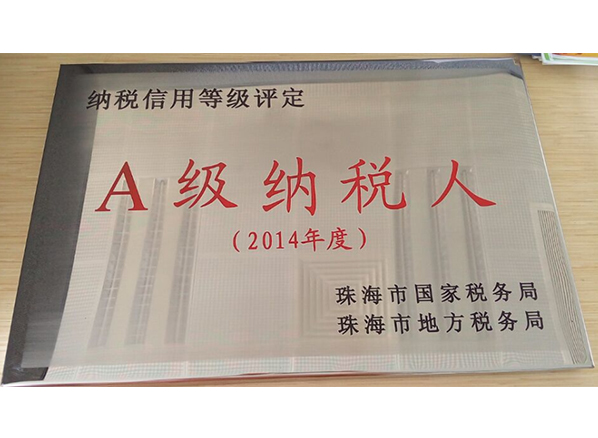 纳税信用等级评定
A级纳税人
(2014年度)
珠海市国家税务局
珠海市地方税务局